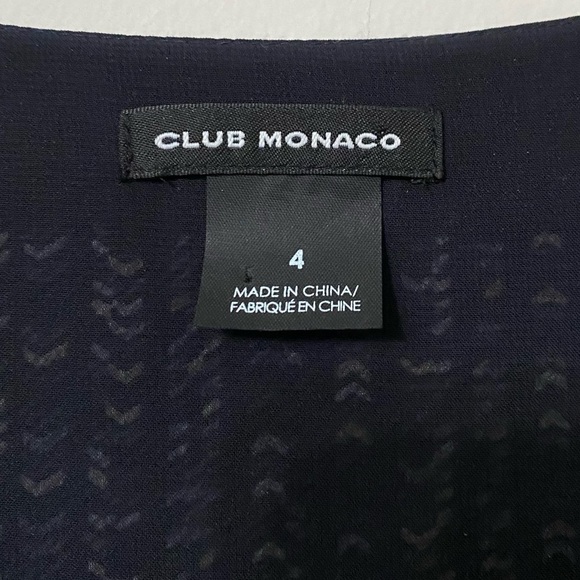 CLUB MONACO
4
MADE IN CHINA/
FABRIQUÉ EN CHINE